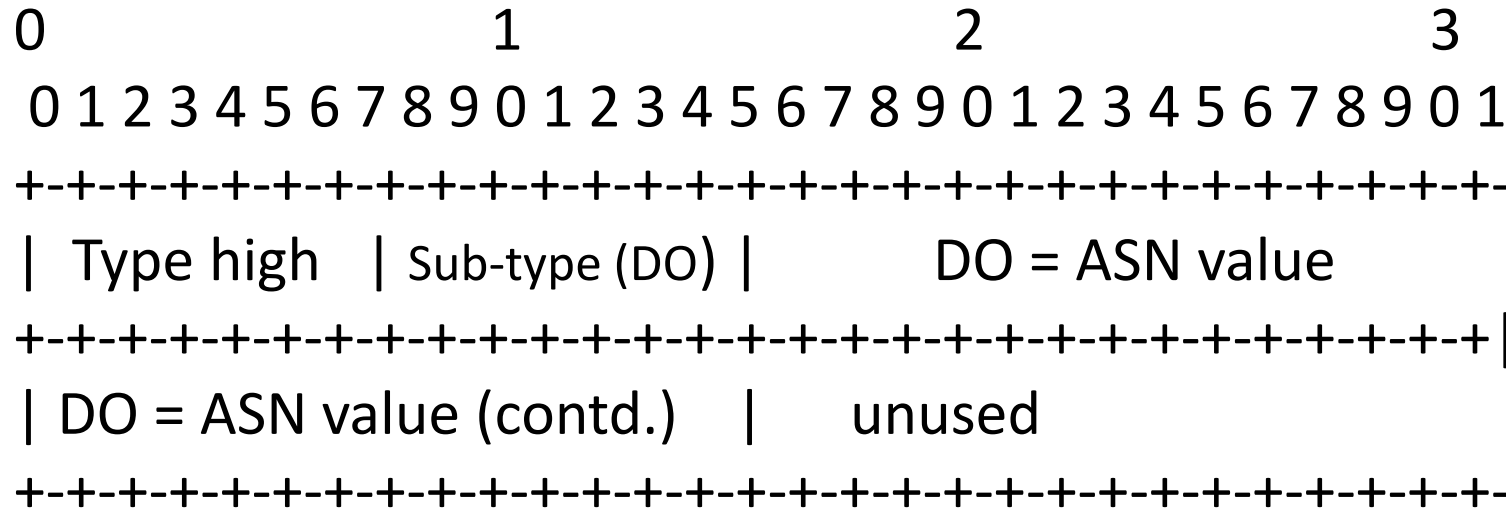 0 1 2 3
0 1 2 3 4 5 6 7 8 9 0 1 2 3 4 5 6 7 8 9 0 1 2 3 4 5 6 7 8 9 0 1
+-+-+-+-+-+-+-+-+-+-+-+-+-+-+-+-+-+-+-+-+-+-+-+-+-+-+-+-+-+-+-+-
| Type high | Sub-type (DO) | DO = ASN value
+-+-+-+-+-+-+-+-+-+-+-+-+-+-+-+-+-+-+-+-+-+-+-+-+-+-+-+-+-+-+-+ |
| DO = ASN value (contd.) | unused
+-+-+-+-+-+-+-+-+-+-+-+-+-+-+-+-+-+-+-+-+-+-+-+-+-+-+-+-+-+-+-+-